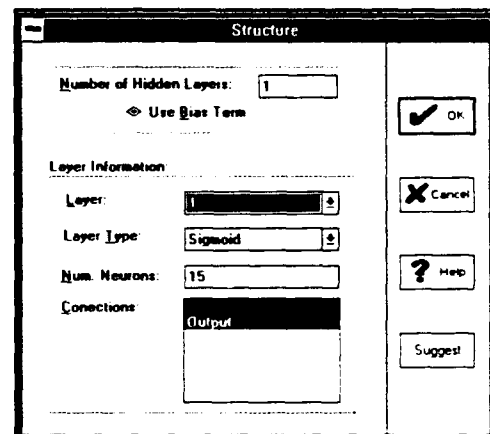 Structure
Number of Hidden Layers: 1
Use Bias Term
Layer Information:
Layer: 1
Layer Type: Sigmoid
Num. Neurons: 15
Conections:
Output
OK
Cancel
Help
Suggest